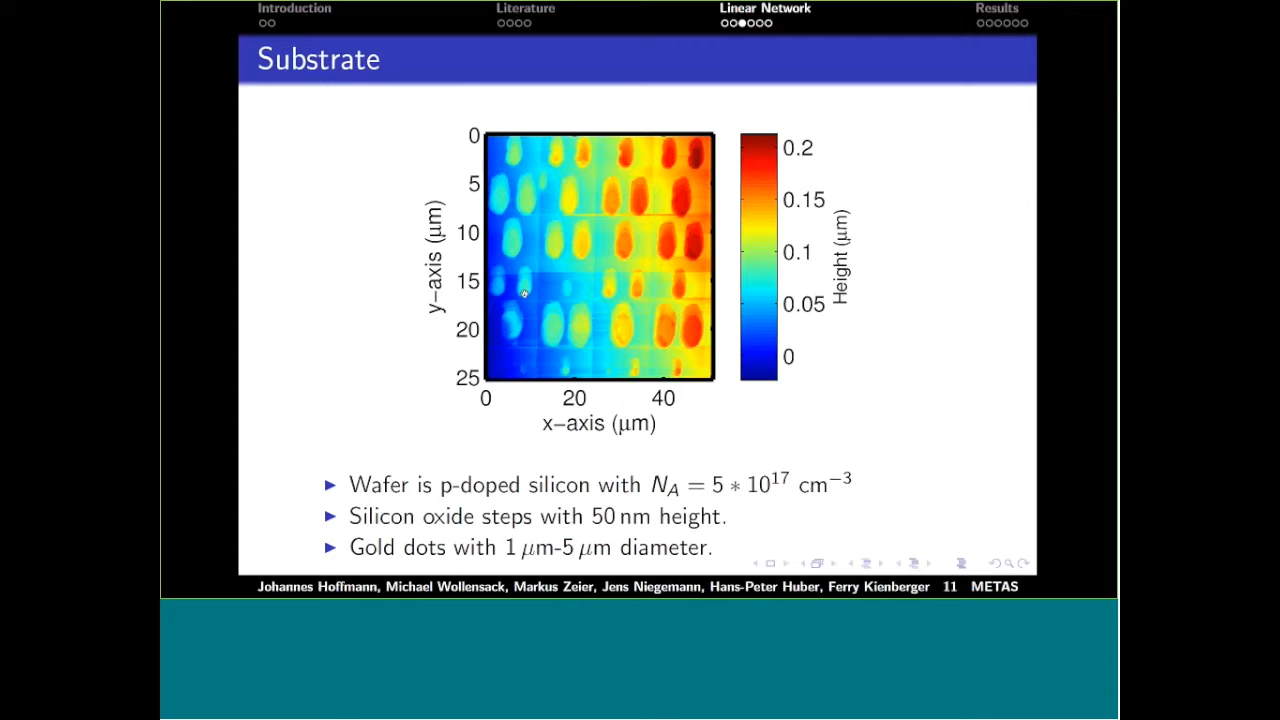 Introduction Literature Linear Network Results
Substrate
0
5
10
15
20
25
y−axis (μm)
0 20 40
x−axis (μm)
0.2
0.15
0.1
0.05
0
Height (μm)
Wafer is p-doped silicon with N_A = 5 ∗ 10^17 cm^−3
Silicon oxide steps with 50 nm height.
Gold dots with 1 μm-5 μm diameter.
Johannes Hoffmann, Michael Wollensack, Markus Zeier, Jens Niegemann, Hans-Peter Huber, Ferry Kienberger 11 METAS